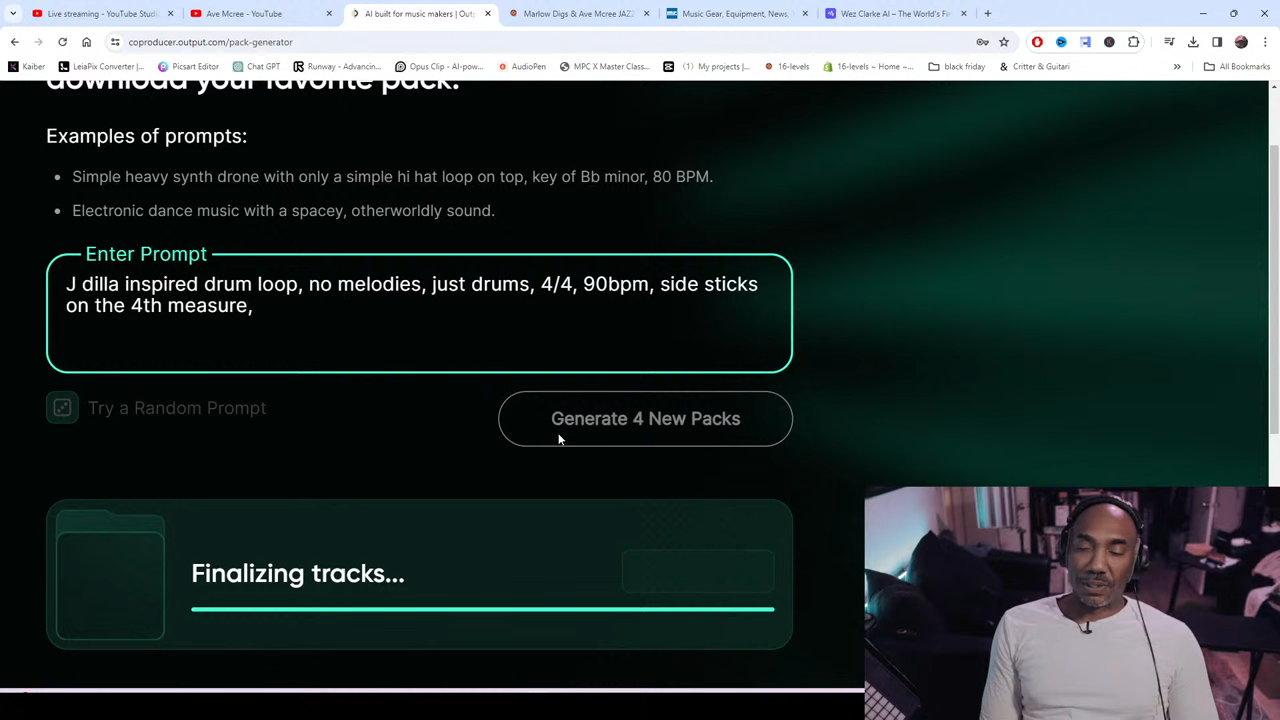 Live streaming - YouTube Studi
Ave Mcree - YouTube
AI built for music makers | Outp
Marlow Digs & Ave Mcree JAZZ
Music Gear, Equipment, News,
Wez Clarke AI – The World's Fi
coproducer.output.com/pack-generator
Kaiber
LeiaPix Converter |...
Picsart Editor
Chat GPT
Runway - Advancin...
Opus Clip - AI-pow...
AudioPen
MPC X Master Class...
(1) My projects |...
16-levels
16-levels ~ Home ~...
black friday
Critter & Guitari
All Bookmarks
download your favorite pack.
Examples of prompts:
Simple heavy synth drone with only a simple hi hat loop on top, key of Bb minor, 80 BPM.
Electronic dance music with a spacey, otherworldly sound.
Enter Prompt
J dilla inspired drum loop, no melodies, just drums, 4/4, 90bpm, side sticks
on the 4th measure,
Try a Random Prompt
Generate 4 New Packs
Finalizing tracks...